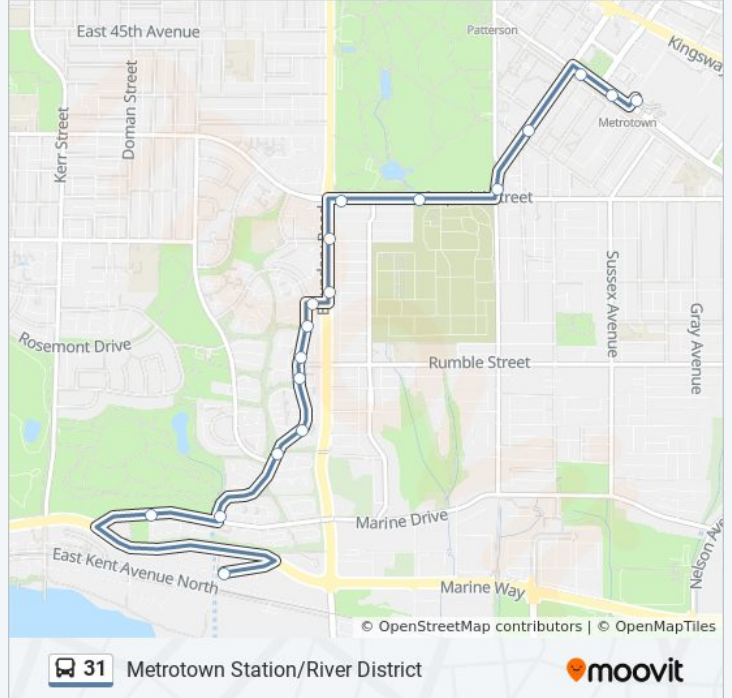 East 45th Avenue
Patterson
Kingsway
Doman Street
Kerr Street
Metrotown
Street
Sussex Avenue
Gray Avenue
Rosemont Drive
Rumble Street
Marine Drive
Nelson Ave
East Kent Avenue North
Marine Way
© OpenStreetMap contributors | © OpenMapTiles
31 Metrotown Station/River District
moovit